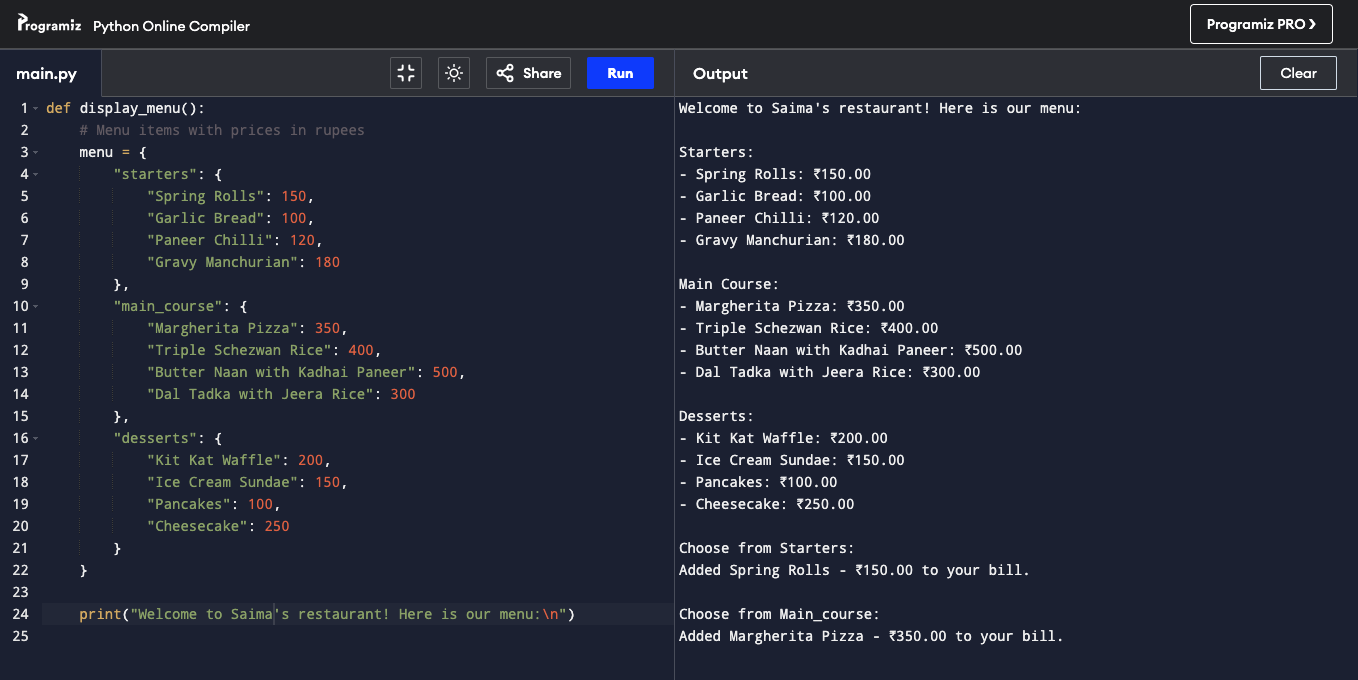 Programiz Python Online Compiler
Programiz PRO ❯
main.py
Share
Run
Output
Clear
1 def display_menu():
2     # Menu items with prices in rupees
3     menu = {
4         "starters": {
5             "Spring Rolls": 150,
6             "Garlic Bread": 100,
7             "Paneer Chilli": 120,
8             "Gravy Manchurian": 180
9         },
10         "main_course": {
11             "Margherita Pizza": 350,
12             "Triple Schezwan Rice": 400,
13             "Butter Naan with Kadhai Paneer": 500,
14             "Dal Tadka with Jeera Rice": 300
15         },
16         "desserts": {
17             "Kit Kat Waffle": 200,
18             "Ice Cream Sundae": 150,
19             "Pancakes": 100,
20             "Cheesecake": 250
21         }
22     }
23
24     print("Welcome to Saima's restaurant! Here is our menu:\n")
25
Welcome to Saima's restaurant! Here is our menu:
Starters:
- Spring Rolls: ₹150.00
- Garlic Bread: ₹100.00
- Paneer Chilli: ₹120.00
- Gravy Manchurian: ₹180.00
Main Course:
- Margherita Pizza: ₹350.00
- Triple Schezwan Rice: ₹400.00
- Butter Naan with Kadhai Paneer: ₹500.00
- Dal Tadka with Jeera Rice: ₹300.00
Desserts:
- Kit Kat Waffle: ₹200.00
- Ice Cream Sundae: ₹150.00
- Pancakes: ₹100.00
- Cheesecake: ₹250.00
Choose from Starters:
Added Spring Rolls - ₹150.00 to your bill.
Choose from Main_course:
Added Margherita Pizza - ₹350.00 to your bill.